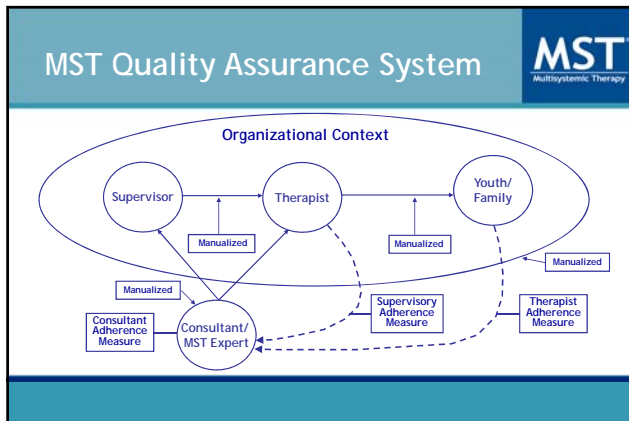 MST Quality Assurance System
MST
Multisystemic Therapy
Organizational Context
Supervisor
Therapist
Youth/
Family
Manualized
Manualized
Manualized
Manualized
Consultant
Adherence
Measure
Consultant/
MST Expert
Supervisory
Adherence
Measure
Therapist
Adherence
Measure